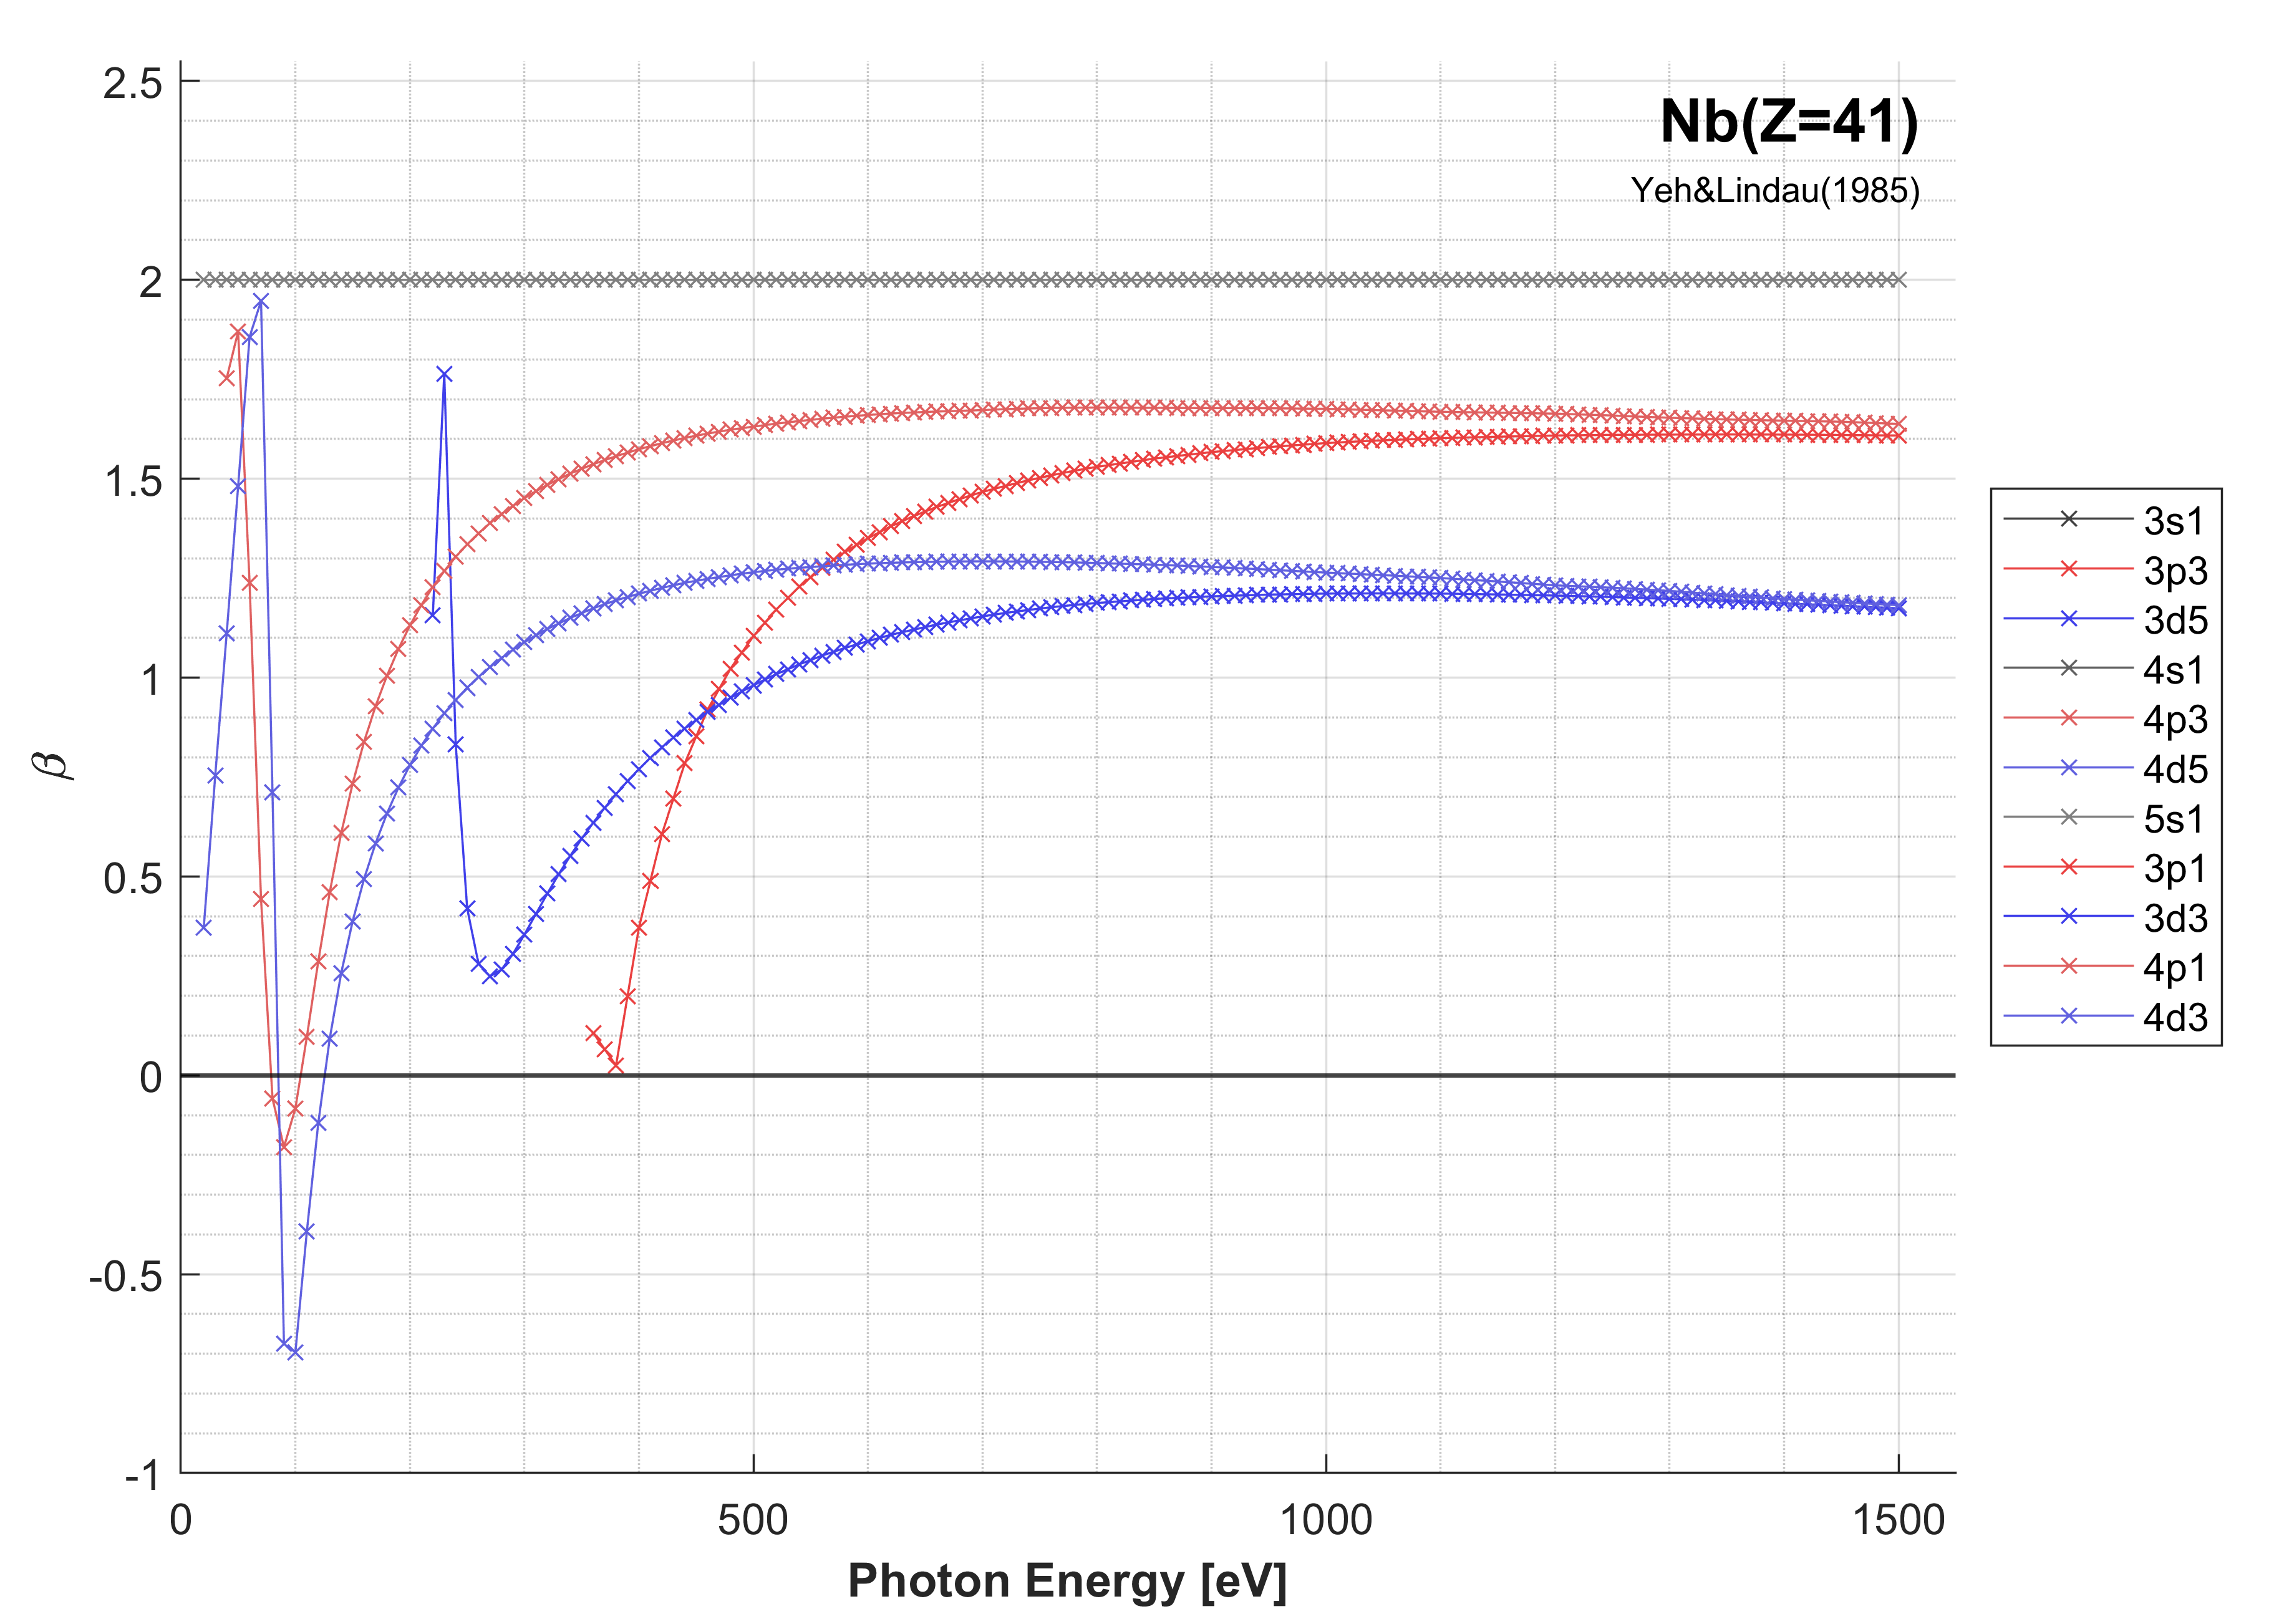 Nb(Z=41)
Yeh&Lindau(1985)
2.5
2
1.5
1
0.5
0
-0.5
-1
β
0
500
1000
1500
Photon Energy [eV]
3s1
3p3
3d5
4s1
4p3
4d5
5s1
3p1
3d3
4p1
4d3